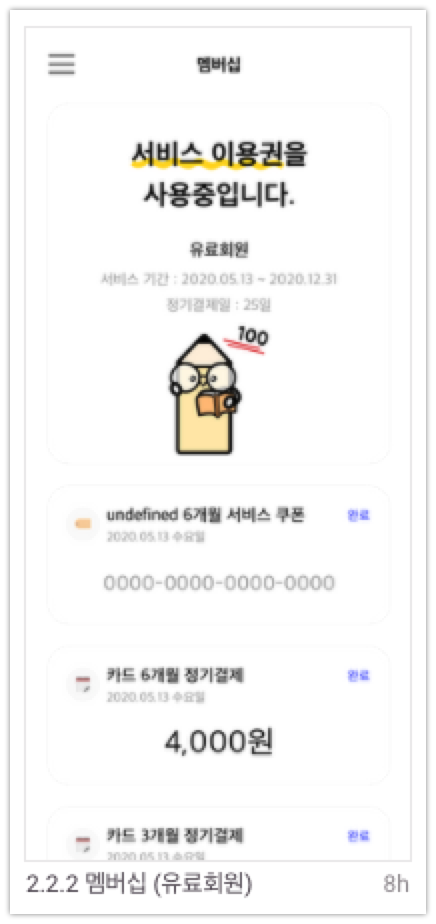 멤버십
서비스 이용권을
사용중입니다.
유료회원
서비스 기간 : 2020.05.13 ~ 2020.12.31
정기결제일 : 25일
100
undefined 6개월 서비스 쿠폰
완료
2020.05.13 수요일
0000-0000-0000-0000
카드 6개월 정기결제
완료
2020.05.13 수요일
4,000원
카드 3개월 정기결제
완료
2020.05.13 수요일
2.2.2 멤버십 (유료회원)
8h